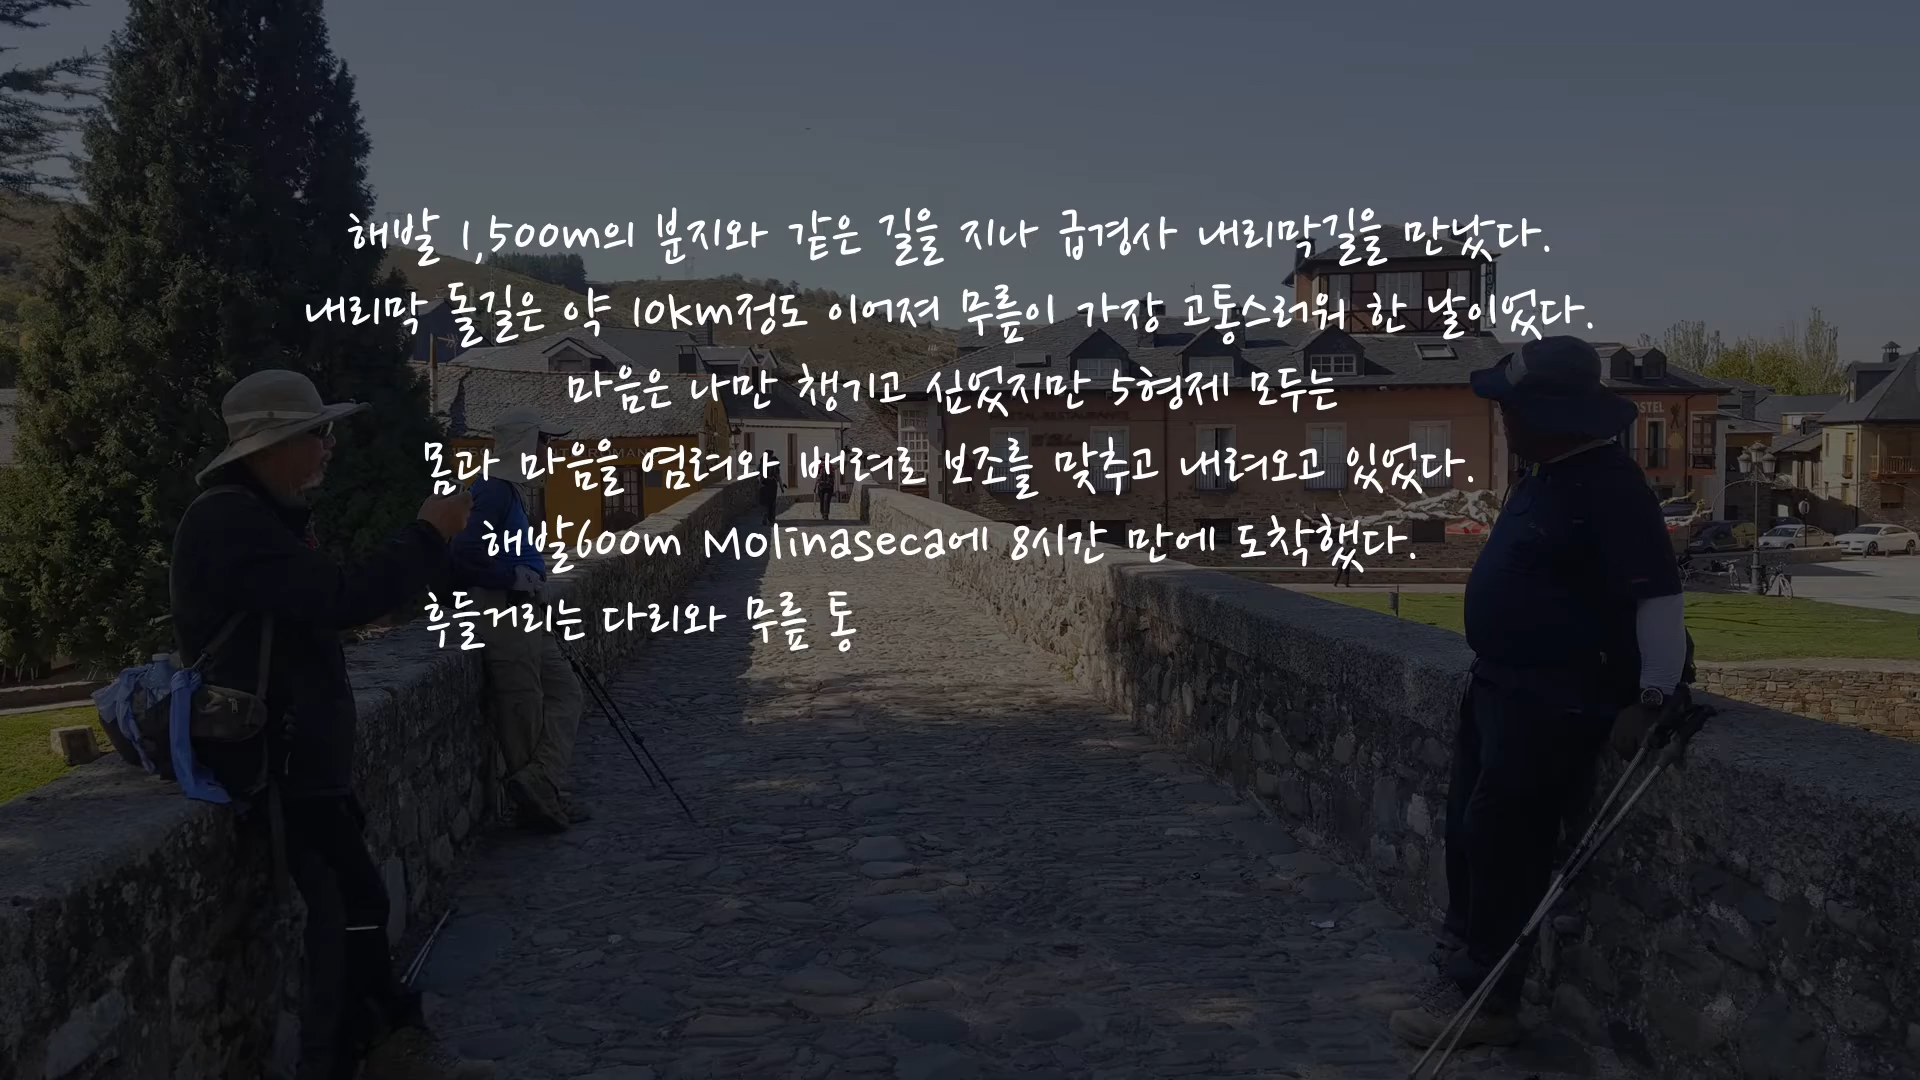 해발 1,500m의 분지와 같은 길을 지나 급경사 내리막길을 만났다.
내리막 돌길은 약 10km정도 이어져 무릎이 가장 고통스러워 한 날이었다.
마음은 나만 챙기고 싶었지만 5형제 모두는
몸과 마음을 염려와 배려로 보조를 맞추고 내려오고 있었다.
해발600m Molinaseca에 8시간 만에 도착했다.
후들거리는 다리와 무릎 통
HOSTEL